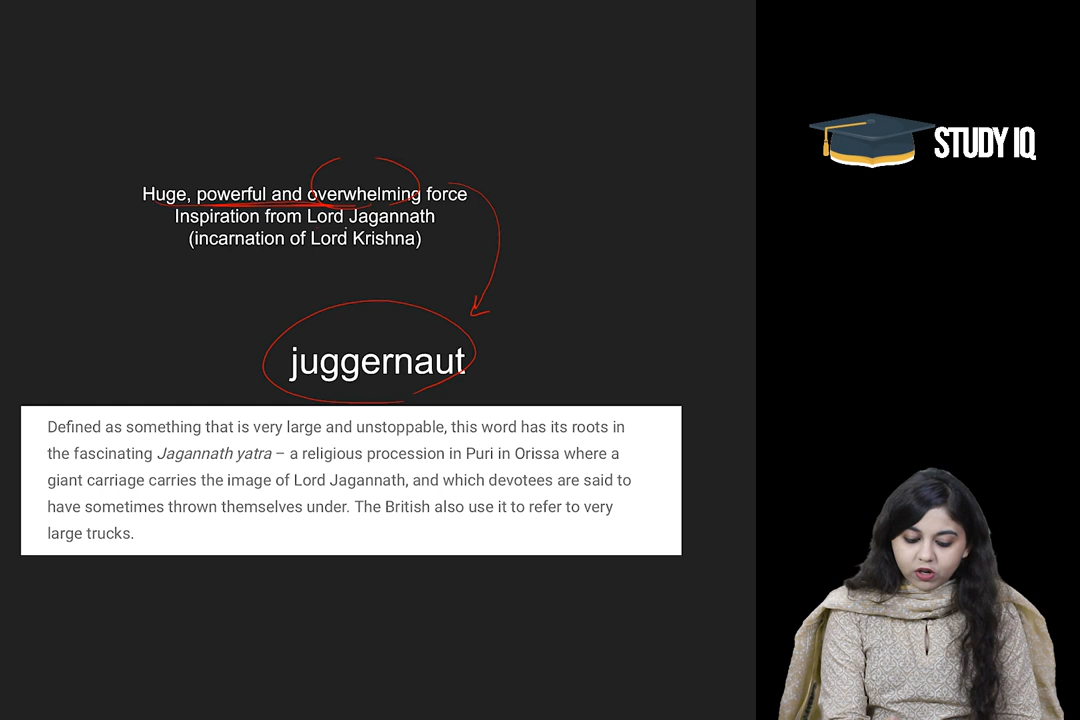 STUDY IQ
Huge, powerful and overwhelming force
Inspiration from Lord Jagannath
(incarnation of Lord Krishna)
juggernaut
Defined as something that is very large and unstoppable, this word has its roots in
the fascinating Jagannath yatra – a religious procession in Puri in Orissa where a
giant carriage carries the image of Lord Jagannath, and which devotees are said to
have sometimes thrown themselves under. The British also use it to refer to very
large trucks.